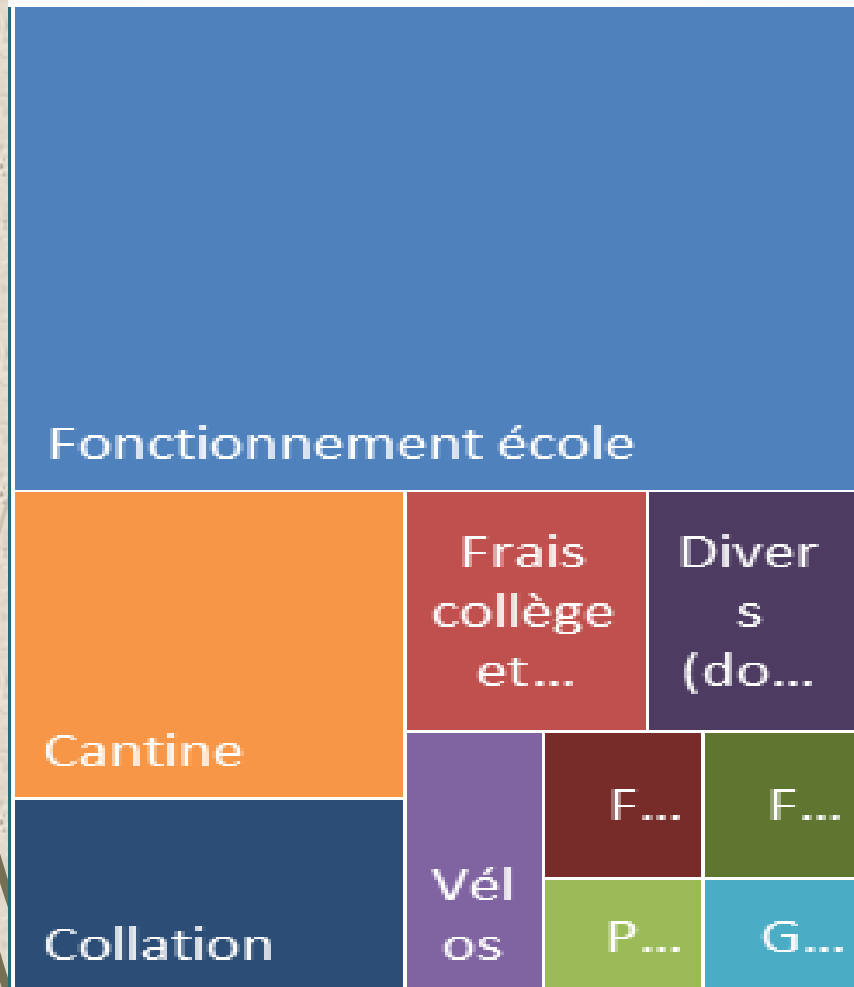 Fonctionnement école
Cantine
Frais
collège
et...
Diver
s
(do...
Collation
Vél
os
F...
F...
P...
G...